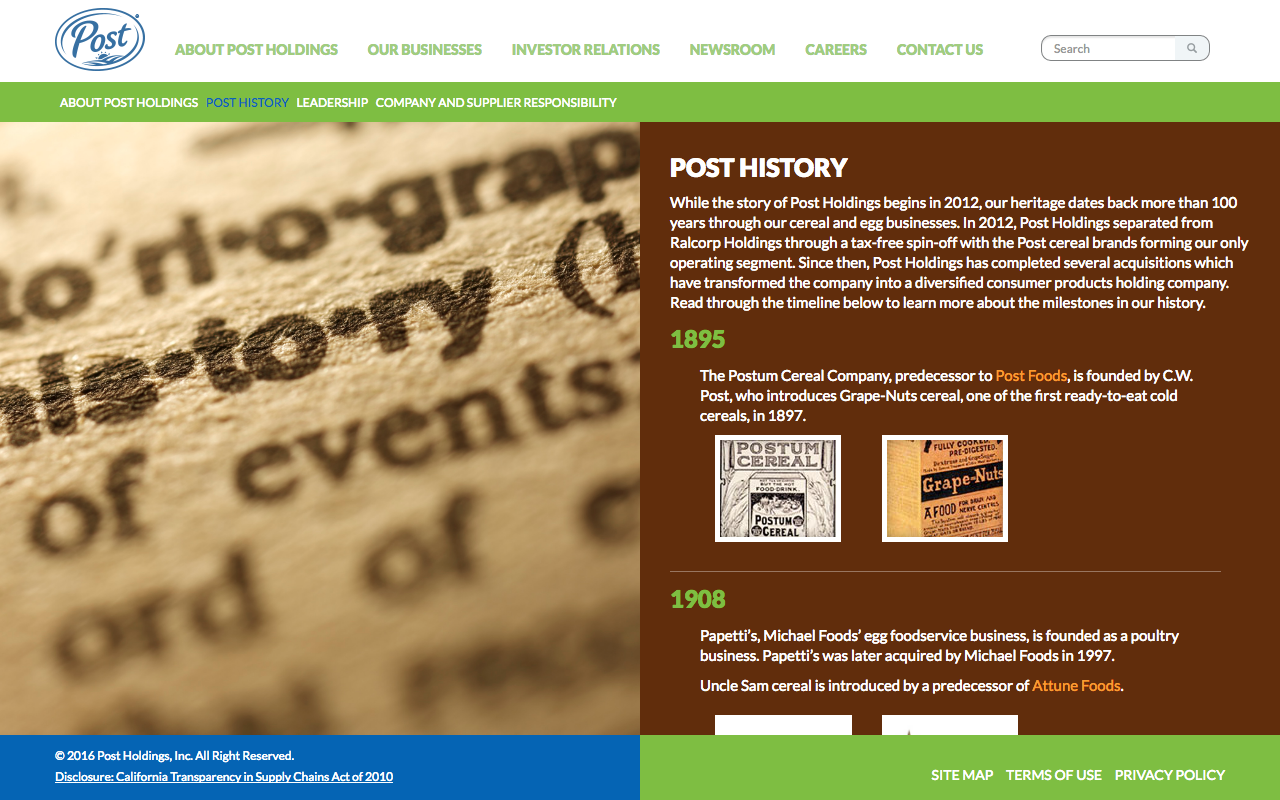 Post
ABOUT POST HOLDINGS OUR BUSINESSES INVESTOR RELATIONS NEWSROOM CAREERS CONTACT US Search
ABOUT POST HOLDINGS POST HISTORY LEADERSHIP COMPANY AND SUPPLIER RESPONSIBILITY
of events
ord of
POST HISTORY
While the story of Post Holdings begins in 2012, our heritage dates back more than 100
years through our cereal and egg businesses. In 2012, Post Holdings separated from
Ralcorp Holdings through a tax-free spin-off with the Post cereal brands forming our only
operating segment. Since then, Post Holdings has completed several acquisitions which
have transformed the company into a diversified consumer products holding company.
Read through the timeline below to learn more about the milestones in our history.
1895
The Postum Cereal Company, predecessor to Post Foods, is founded by C.W.
Post, who introduces Grape-Nuts cereal, one of the first ready-to-eat cold
cereals, in 1897.
POSTUM
CEREAL
BUT THE HOT
FOOD-DRINK.
POSTUM
CEREAL
FULLY COOKED
PRE-DIGESTED.
Grape-Nuts
A FOOD FOR BRAIN AND
NERVE CENTRES
1908
Papetti's, Michael Foods' egg foodservice business, is founded as a poultry
business. Papetti's was later acquired by Michael Foods in 1997.
Uncle Sam cereal is introduced by a predecessor of Attune Foods.
© 2016 Post Holdings, Inc. All Right Reserved.
Disclosure: California Transparency in Supply Chains Act of 2010
SITE MAP TERMS OF USE PRIVACY POLICY